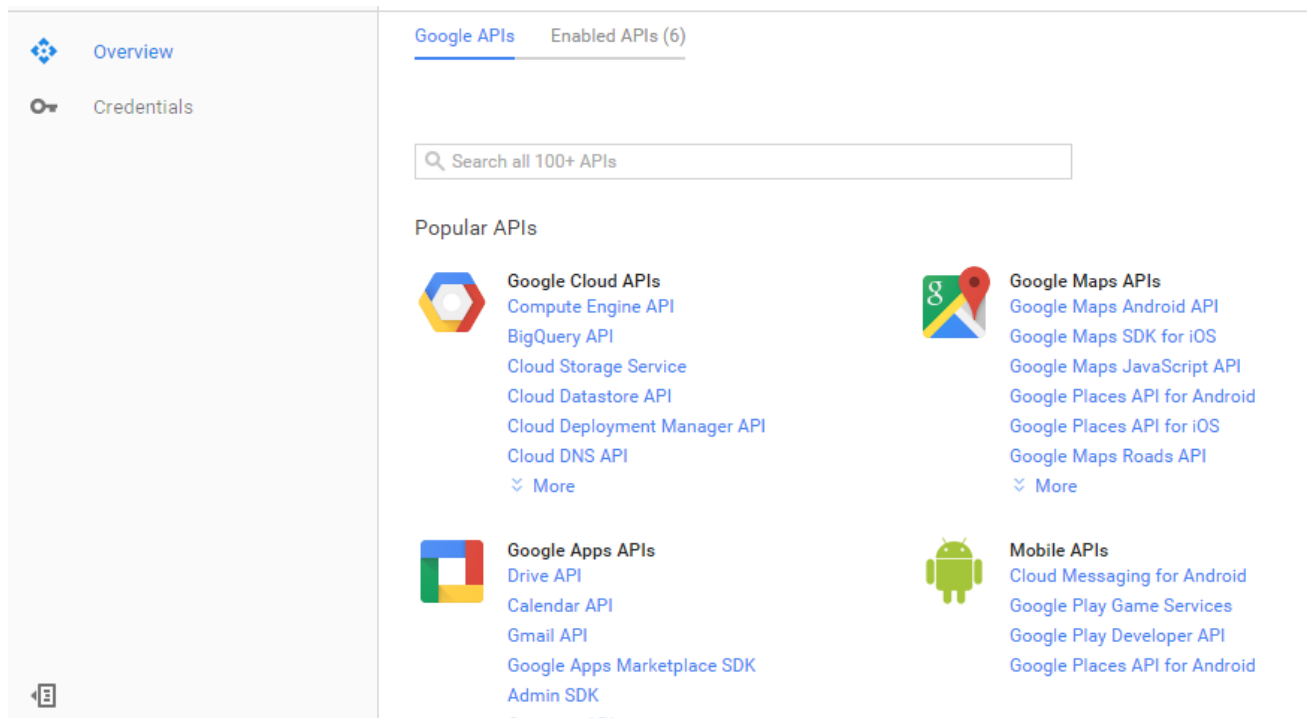 Overview
Credentials
Google APIs
Enabled APIs (6)
Search all 100+ APIs
Popular APIs
Google Cloud APIs
Compute Engine API
BigQuery API
Cloud Storage Service
Cloud Datastore API
Cloud Deployment Manager API
Cloud DNS API
More
Google Maps APIs
Google Maps Android API
Google Maps SDK for iOS
Google Maps JavaScript API
Google Places API for Android
Google Places API for iOS
Google Maps Roads API
More
Google Apps APIs
Drive API
Calendar API
Gmail API
Google Apps Marketplace SDK
Admin SDK
Mobile APIs
Cloud Messaging for Android
Google Play Game Services
Google Play Developer API
Google Places API for Android